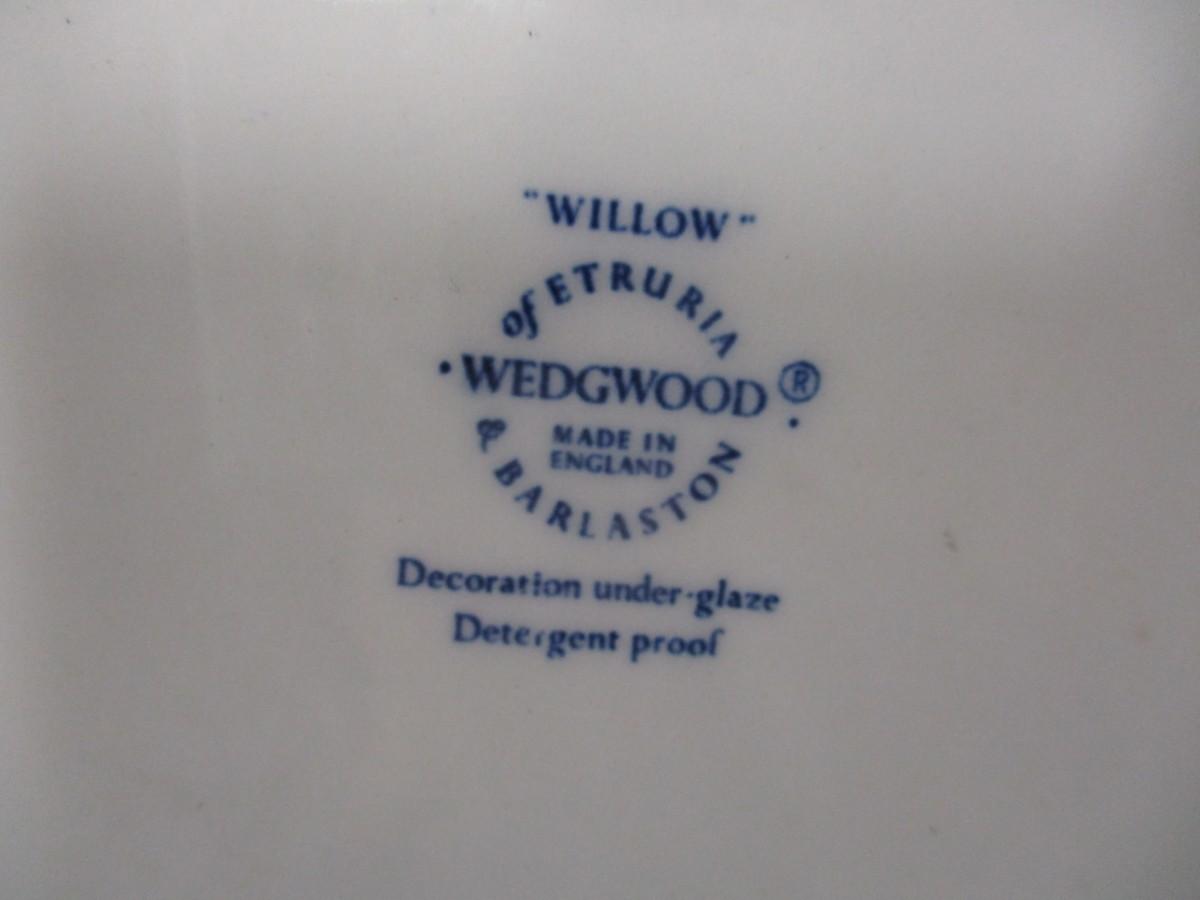 "WILLOW"
of ETRURIA
· WEDGWOOD ® ·
MADE IN
ENGLAND
& BARLASTON
Decoration under-glaze
Detergent proof